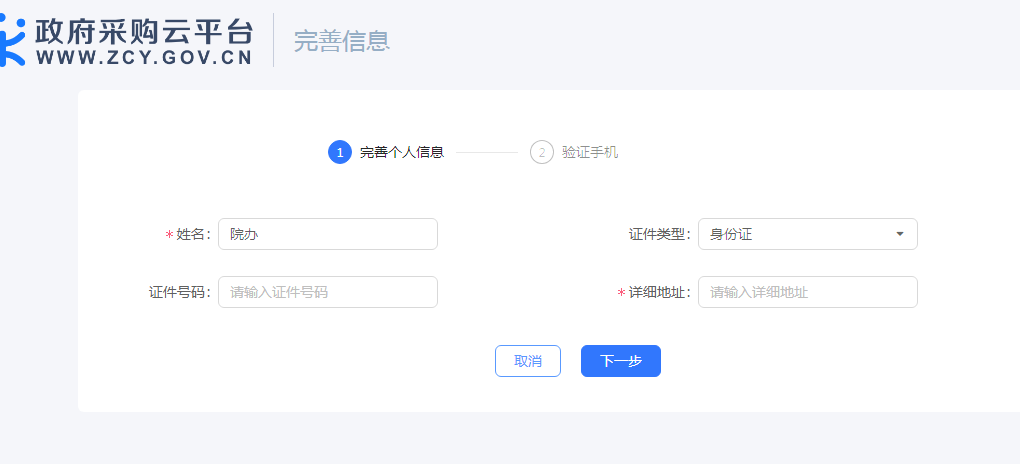 政府采购云平台
WWW.ZCY.GOV.CN
完善信息
1 完善个人信息 2 验证手机
*姓名: 院办 证件类型: 身份证
证件号码: 请输入证件号码 *详细地址: 请输入详细地址
取消 下一步